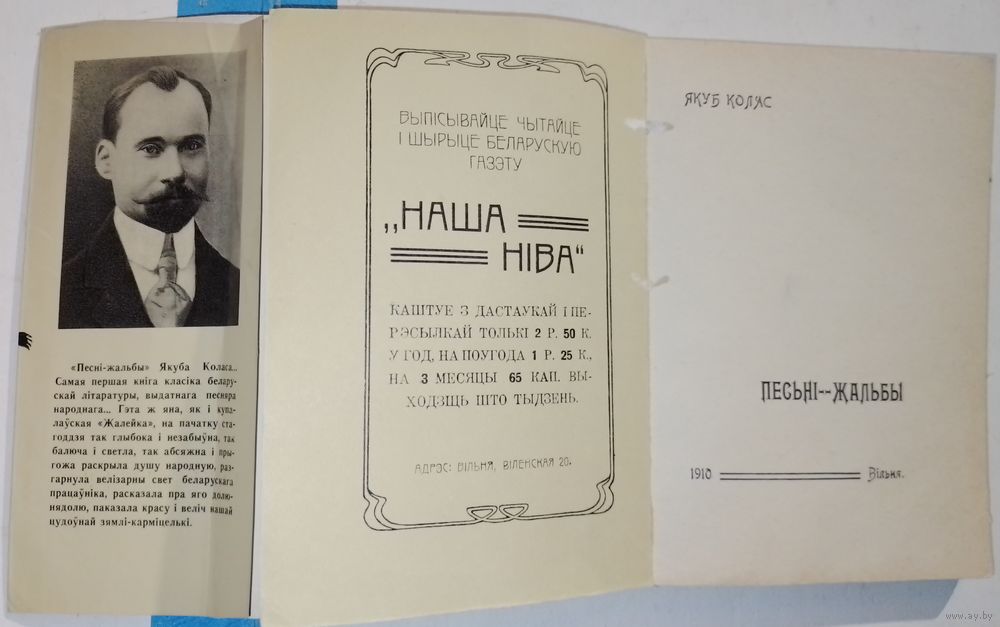 «Песні-жальбы» Якуба Коласа...
Самая першая кніга класіка белару-
скай літаратуры, выдатнага песняра
народнага... Гэта ж яна, як і купа-
лаўская «Жалейка», на пачатку ста-
годдзя так глыбока і незабыўна, так
балюча і светла, так абсяжна і пры-
гожа раскрыла душу народную, раз-
гарнула велізарны свет беларускага
працаўніка, расказала пра яго долю-
нядолю, паказала красу і веліч нашай
цудоўнай зямлі-карміцелькі.
ВЫПІСЫВАЙЦЕ ЧЫТАЙЦЕ
І ШЫРЫЦЕ БЕЛАРУСКУЮ
ГАЗЭТУ
„НАША
НІВА“
КАШТУЕ З ДАСТАУКАЙ І ПЕ-
РЭСЫЛКАЙ ТОЛЬКІ 2 Р. 50 К.
У ГОД, НА ПОУГОДА 1 Р. 25 К.,
НА 3 МЕСЯЦЫ 65 КАП. ВЫ-
ХОДЗІЦЬ ШТО ТЫДЗЕНЬ.
АДРЭС: ВІЛЬНЯ, ВІЛЕНСКАЯ 20.
ЯКУБ КОЛАС
ПЕСЬНІ--ЖАЛЬБЫ
1910 Вільня.
www.ay.by